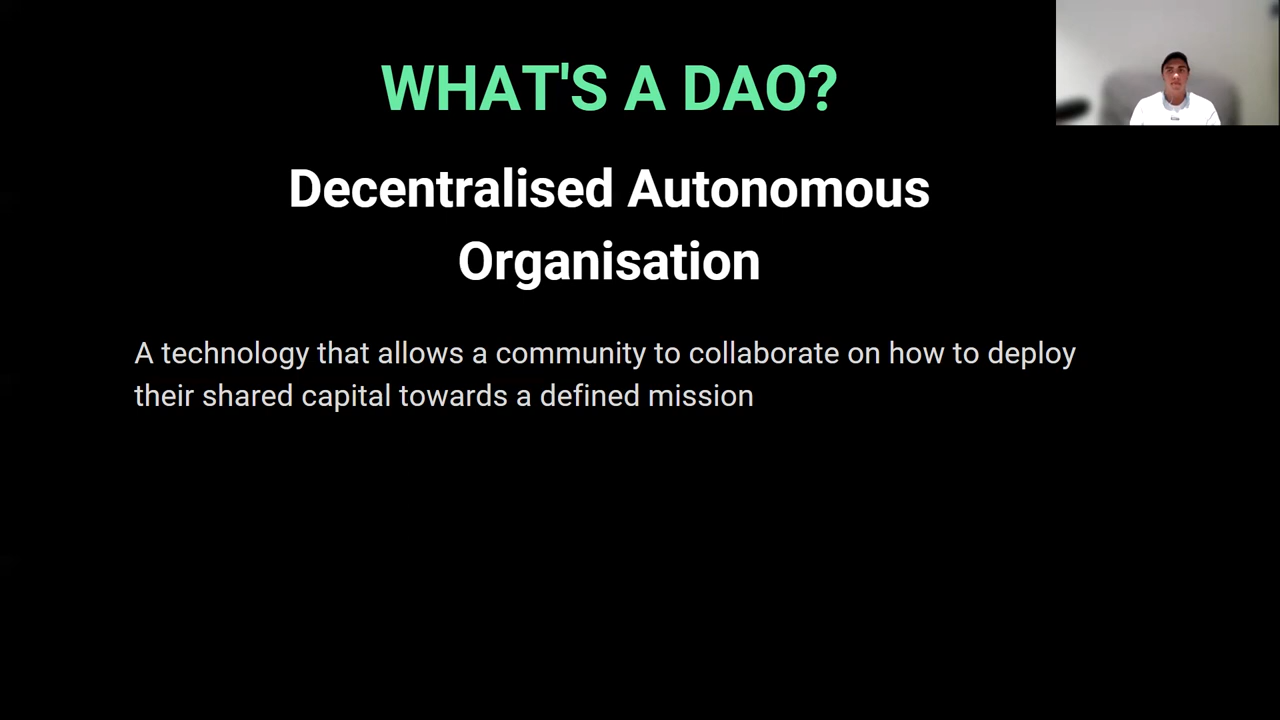 WHAT'S A DAO?
Decentralised Autonomous
Organisation
A technology that allows a community to collaborate on how to deploy
their shared capital towards a defined mission